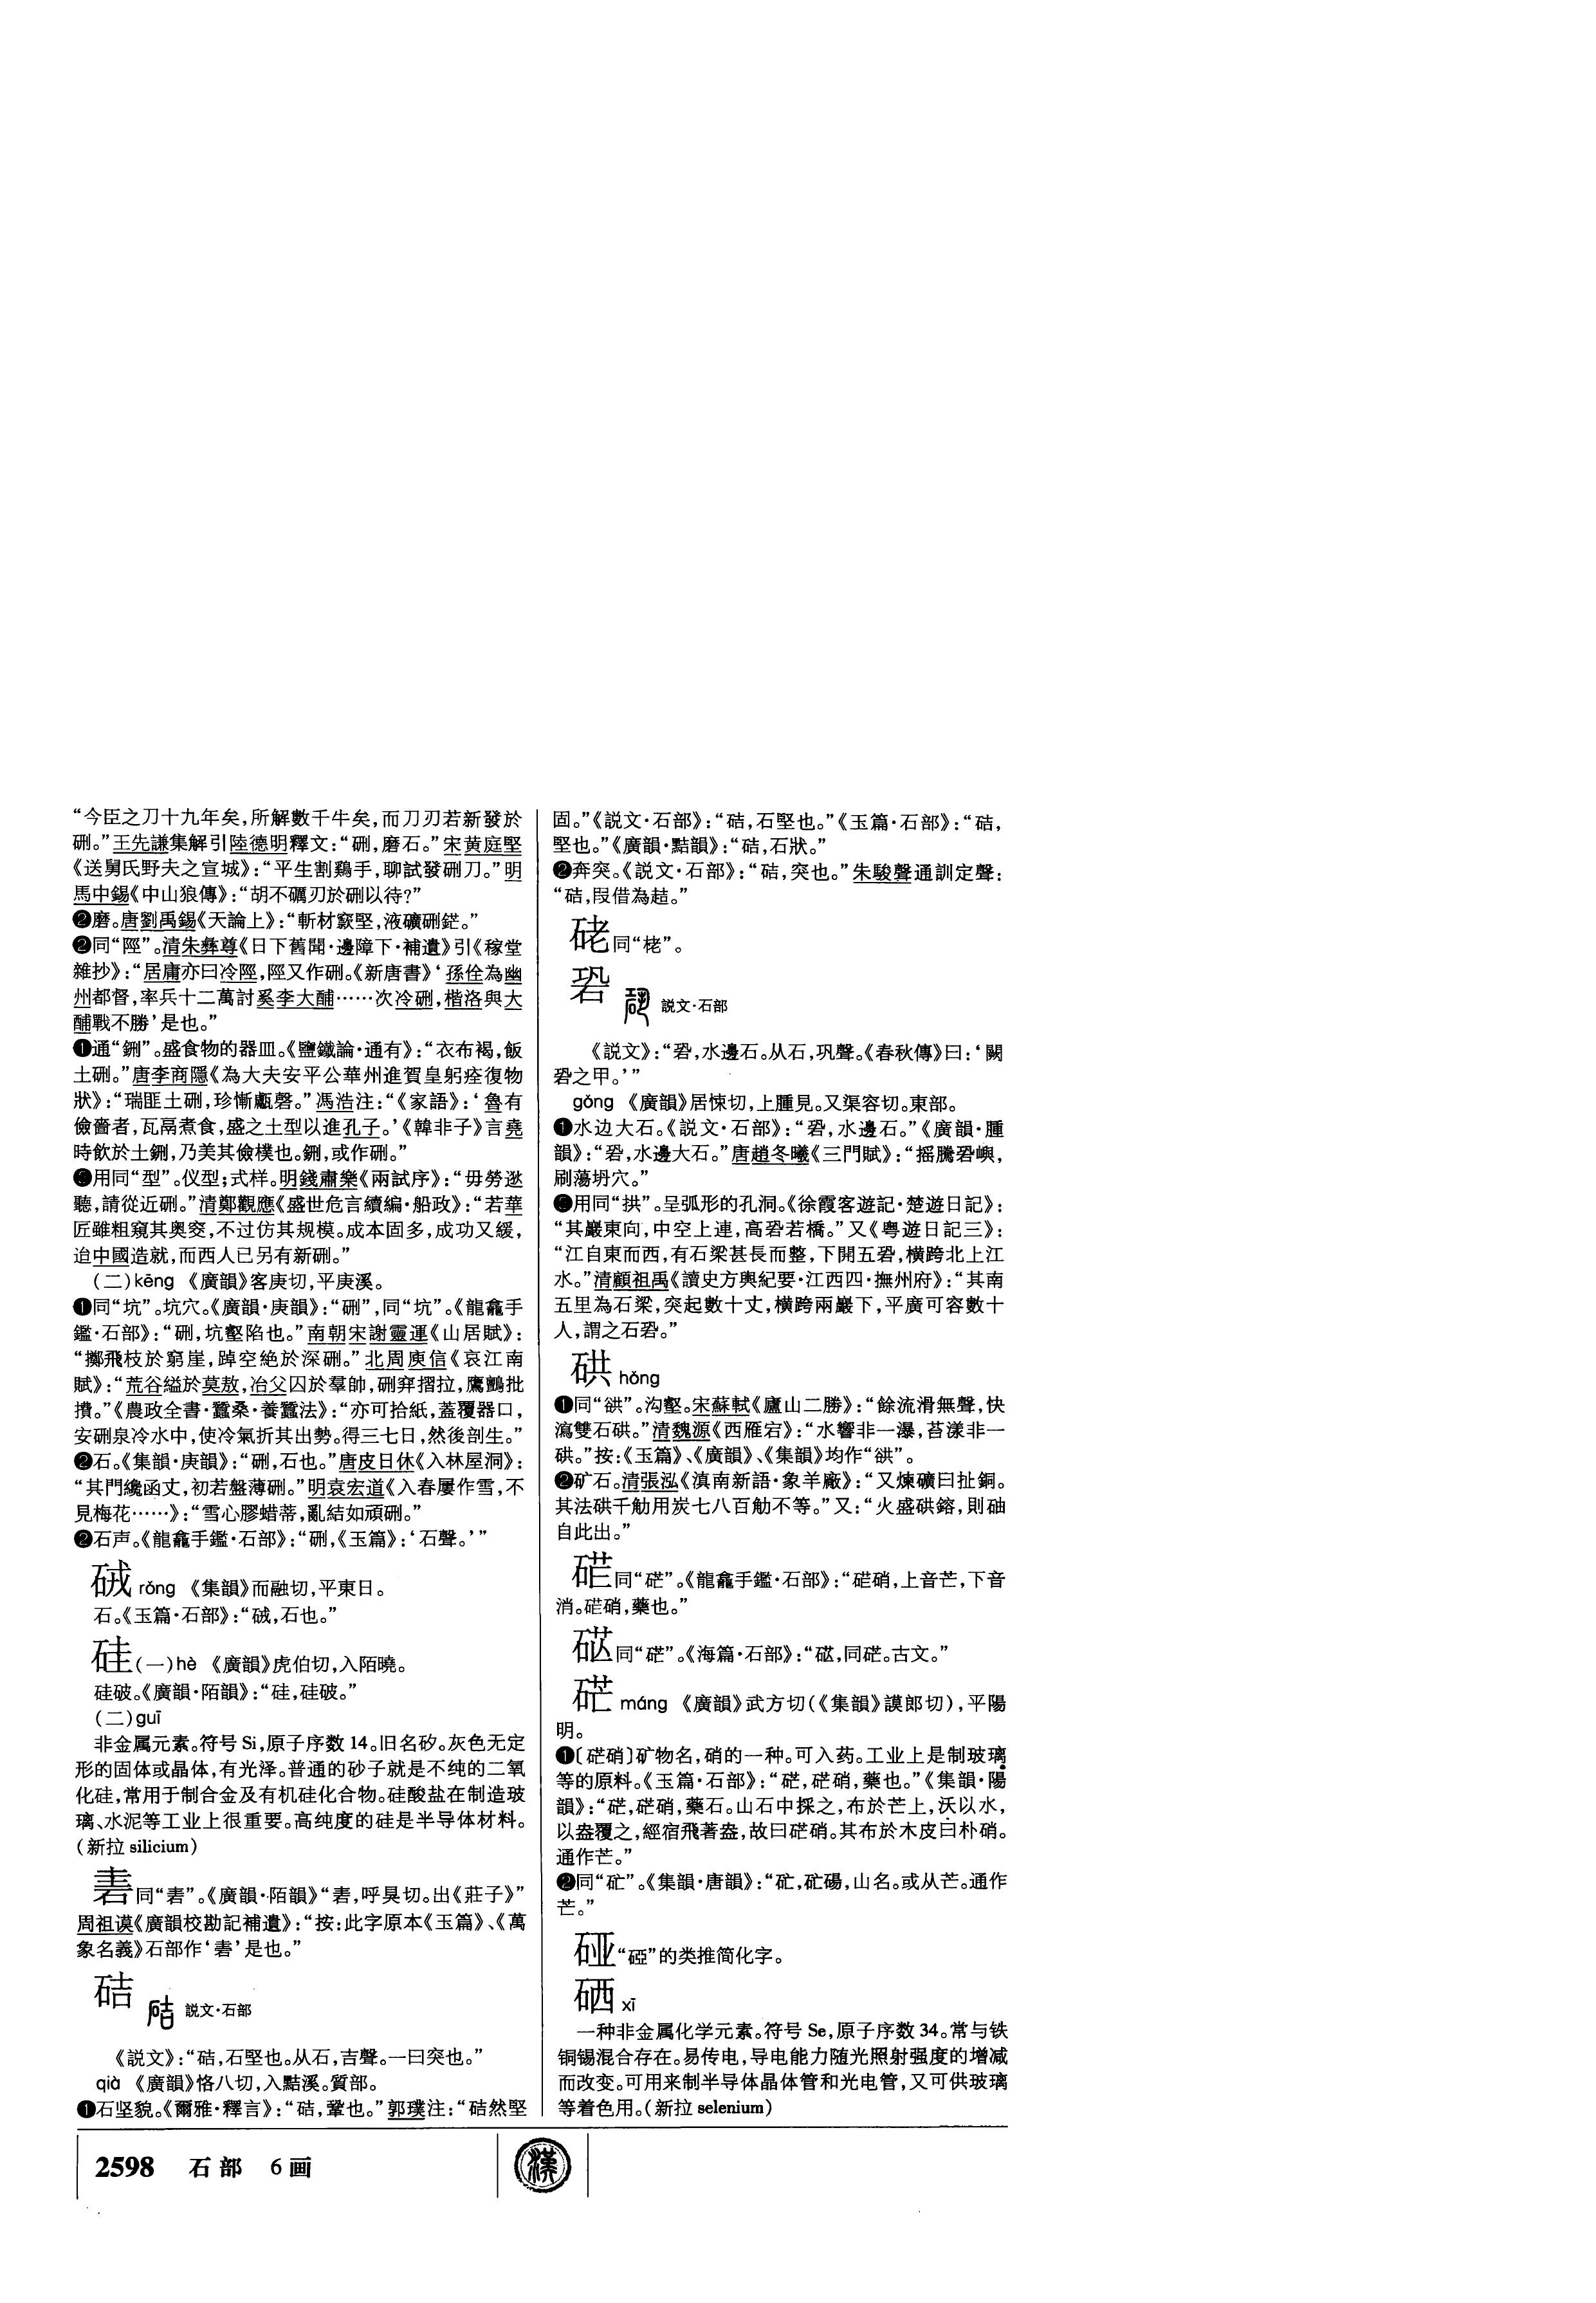 “今臣之刀十九年矣，所解數千牛矣，而刀刃若新發於
硎。”王先謙集解引陸德明釋文：“硎，磨石。”宋黄庭堅
《送舅氏野夫之宣城》：“平生割鷄手，聊試發硎刀。”明
馬中錫《中山狼傳》：“胡不礪刃於硎以待？”
❷磨。唐劉禹錫《天論上》：“斬材窾堅，液礦硎鋩。”
❷同“陘”。清朱彝尊《日下舊聞·邊障下·補遺》引《稼堂
雜抄》：“居庸亦曰冷陘，陘又作硎。《新唐書》‘孫佺為幽
州都督，率兵十二萬討奚李大酺……次冷硎，楷洛與大
酺戰不勝’是也。”
❶通“鉶”。盛食物的器皿。《鹽鐵論·通有》：“衣布褐，飯
土硎。”唐李商隱《為大夫安平公華州進賀皇躬痊復物
狀》：“瑞匪土硎，珍慚甗罄。”馮浩注：“《家語》：‘魯有
儉嗇者，瓦鬲煮食，盛之土型以進孔子。’《韓非子》言堯
時飲於土鉶，乃美其儉樸也。鉶，或作硎。”
❺用同“型”。仪型；式样。明錢肅樂《兩試序》：“毋勞逖
聽，請從近硎。”清鄭觀應《盛世危言續編·船政》：“若華
匠雖粗窺其奥窔，不过仿其规模。成本固多，成功又緩，
迨中國造就，而西人已另有新硎。”
（二）kēng 《廣韻》客庚切，平庚溪。
❶同“坑”。坑穴。《廣韻·庚韻》：“硎”，同“坑”。《龍龕手
鑑·石部》：“硎，坑壑陷也。”南朝宋謝靈運《山居賦》：
“擲飛枝於窮崖，踔空絶於深硎。”北周庾信《哀江南
賦》：“荒谷縊於莫敖，冶父囚於羣帥，硎穽摺拉，鷹鸇批
㩌。”《農政全書·蠶桑·養蠶法》：“亦可拾紙，蓋覆器口，
安硎泉冷水中，使冷氣折其出勢。得三七日，然後剖生。”
❷石。《集韻·庚韻》：“硎，石也。”唐皮日休《入林屋洞》：
“其門纔函丈，初若盤薄硎。”明袁宏道《入春屢作雪，不
見梅花……》：“雪心膠蜡蒂，亂結如頑硎。”
❷石声。《龍龕手鑑·石部》：“硎，《玉篇》：‘石聲。’”
䂺 rǒng 《集韻》而融切，平東日。
石。《玉篇·石部》：“䂺，石也。”
硅（一）hè 《廣韻》虎伯切，入陌曉。
硅破。《廣韻·陌韻》：“硅，硅破。”
（二）guī
非金属元素。符号 Si，原子序数 14。旧名矽。灰色无定
形的固体或晶体，有光泽。普通的砂子就是不纯的二氧
化硅，常用于制合金及有机硅化合物。硅酸盐在制造玻
璃、水泥等工业上很重要。高纯度的硅是半导体材料。
（新拉 silicium）
砉同“砉”。《廣韻·陌韻》“砉，呼狊切。出《莊子》”
周祖谟《廣韻校勘記補遺》：“按：此字原本《玉篇》、《萬
象名義》石部作‘砉’是也。”
硈 説文·石部
《説文》：“硈，石堅也。从石，吉聲。一曰突也。”
qià 《廣韻》恪八切，入黠溪。質部。
❶石坚貌。《爾雅·釋言》：“硈，鞏也。”郭璞注：“硈然堅
固。”《説文·石部》：“硈，石堅也。”《玉篇·石部》：“硈，
堅也。”《廣韻·黠韻》：“硈，石狀。”
❷奔突。《説文·石部》：“硈，突也。”朱駿聲通訓定聲：
“硈，叚借為趌。”
硓同“栳”。
碧 説文·石部
《説文》：“䂬，水邊石。从石，巩聲。《春秋傳》曰：‘闕
䂬之甲。’”
gǒng 《廣韻》居悚切，上腫見。又渠容切。東部。
❶水边大石。《説文·石部》：“䂬，水邊石。”《廣韻·腫
韻》：“䂬，水邊大石。”唐趙冬曦《三門賦》：“摇騰䂬嶼，
刷蕩坍穴。”
❺用同“拱”。呈弧形的孔洞。《徐霞客遊記·楚遊日記》：
“其巖東向，中空上連，高䂬若橋。”又《粤遊日記三》：
“江自東而西，有石梁甚長而整，下開五䂬，横跨北上江
水。”清顧祖禹《讀史方輿紀要·江西四·撫州府》：“其南
五里為石梁，突起數十丈，横跨兩巖下，平廣可容數十
人，謂之石䂬。”
硔 hǒng
❶同“谼”。沟壑。宋蘇軾《廬山二勝》：“餘流滑無聲，快
瀉雙石硔。”清魏源《西雁宕》：“水響非一瀑，苔漾非一
硔。”按：《玉篇》、《廣韻》、《集韻》均作“谼”。
❷矿石。清張泓《滇南新語·象羊廠》：“又煉礦曰扯銅。
其法硔千觔用炭七八百觔不等。”又：“火盛硔鎔，則砷
自此出。”
同“硭”。《龍龕手鑑·石部》：“硭硝，上音芒，下音
消。硭硝，藥也。”
同“硭”。《海篇·石部》：“，同硭。古文。”
硭 máng 《廣韻》武方切（《集韻》謨郎切），平陽
明。
❶〔硭硝〕矿物名，硝的一种。可入药。工业上是制玻璃
等的原料。《玉篇·石部》：“硭，硭硝，藥也。”《集韻·陽
韻》：“硭，硭硝，藥石。山石中採之，布於芒上，沃以水，
以盎覆之，經宿飛著盎，故曰硭硝。其布於木皮曰朴硝。
通作芒。”
❷同“䂇”。《集韻·唐韻》：“䂇，䂇碭，山名。或从芒。通作
芒。”
“硜”的类推简化字。
硒 xī
一种非金属化学元素。符号 Se，原子序数 34。常与铁
铜锡混合存在。易传电，导电能力随光照射强度的增减
而改变。可用来制半导体晶体管和光电管，又可供玻璃
等着色用。（新拉 selenium）
2598 石部 6画
漢